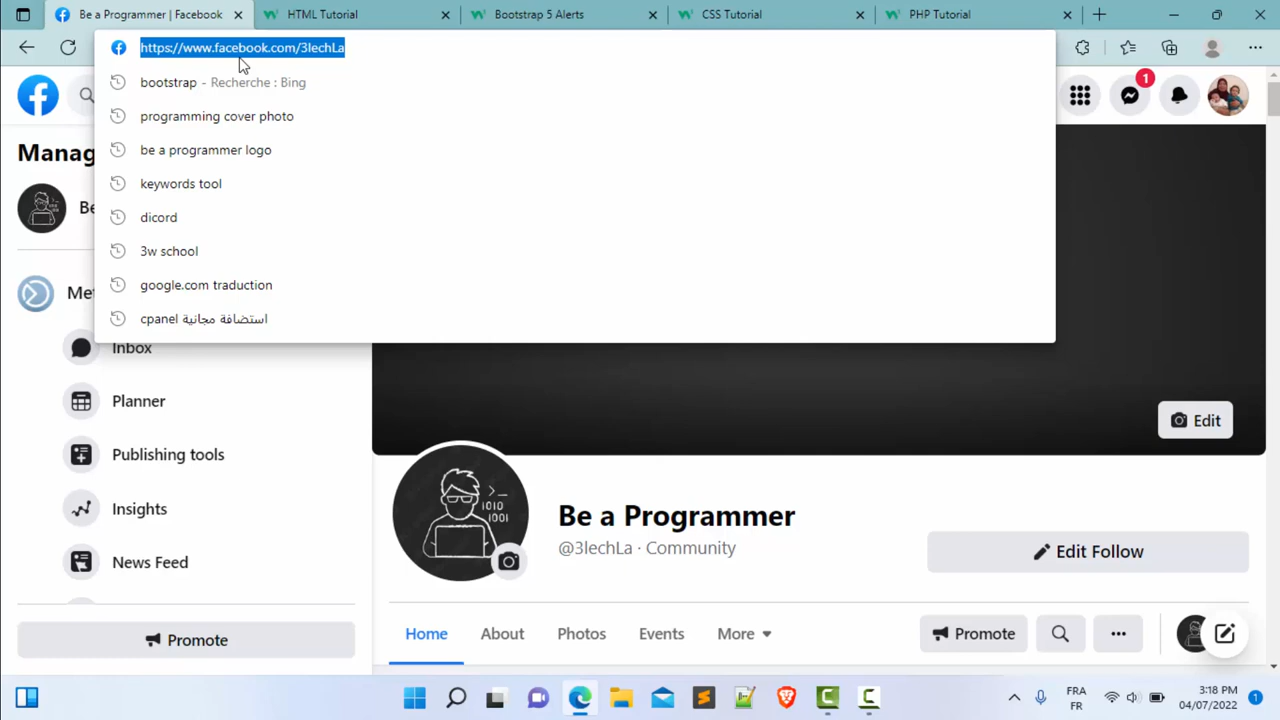 Be a Programmer | Facebook
HTML Tutorial
Bootstrap 5 Alerts
CSS Tutorial
PHP Tutorial
https://www.facebook.com/3lechLa
bootstrap - Recherche : Bing
programming cover photo
be a programmer logo
keywords tool
dicord
3w school
google.com traduction
cpanel استضافة مجانية
1
Manag
Be
Met
Inbox
Planner
Publishing tools
Insights
News Feed
Promote
Edit
>_
1010
1001
Be a Programmer
@3lechLa · Community
Edit Follow
Home
About
Photos
Events
More
Promote
FRA
FR
3:18 PM
04/07/2022
1